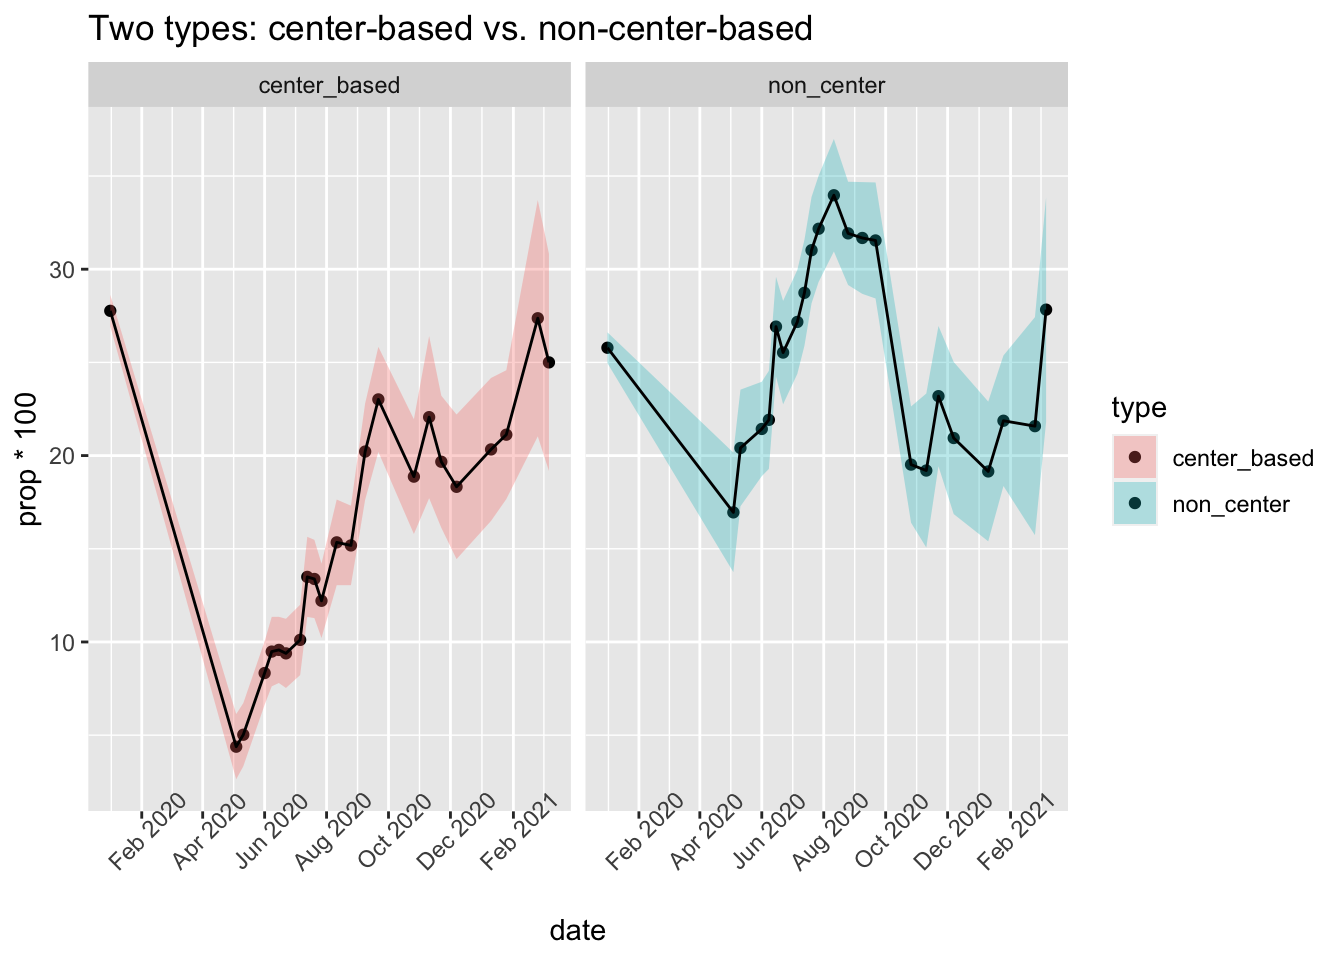 Two types: center-based vs. non-center-based
center_based
non_center
prop * 100
30
20
10
Feb 2020
Apr 2020
Jun 2020
Aug 2020
Oct 2020
Dec 2020
Feb 2021
Feb 2020
Apr 2020
Jun 2020
Aug 2020
Oct 2020
Dec 2020
Feb 2021
date
type
center_based
non_center